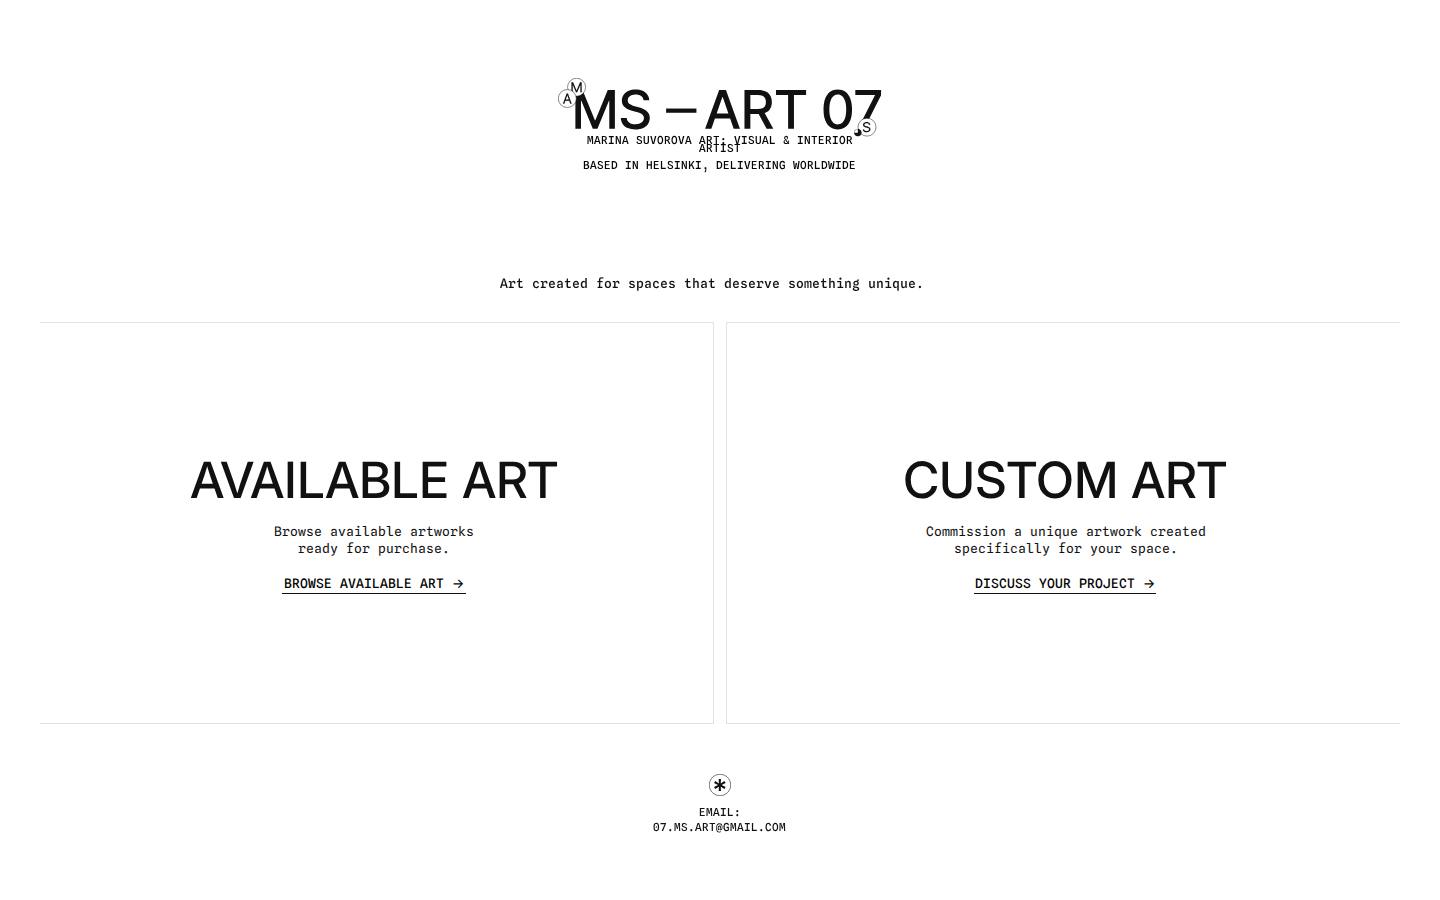 M
A
MS — ART 07
S
MARINA SUVOROVA ART: VISUAL & INTERIOR
ARTIST
BASED IN HELSINKI, DELIVERING WORLDWIDE
Art created for spaces that deserve something unique.
AVAILABLE ART
Browse available artworks
ready for purchase.
BROWSE AVAILABLE ART →
CUSTOM ART
Commission a unique artwork created
specifically for your space.
DISCUSS YOUR PROJECT →
*
EMAIL:
07.MS.ART@GMAIL.COM